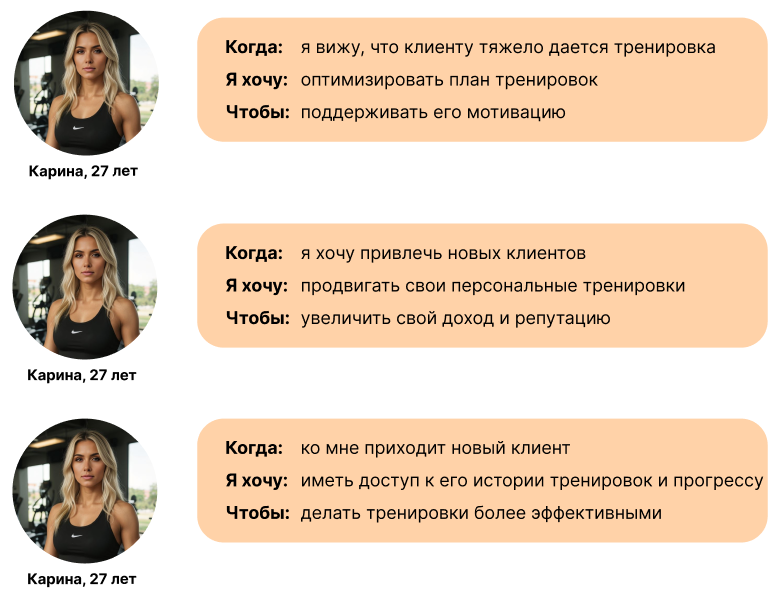 Когда: я вижу, что клиенту тяжело дается тренировка
Я хочу: оптимизировать план тренировок
Чтобы: поддерживать его мотивацию
Карина, 27 лет
Когда: я хочу привлечь новых клиентов
Я хочу: продвигать свои персональные тренировки
Чтобы: увеличить свой доход и репутацию
Карина, 27 лет
Когда: ко мне приходит новый клиент
Я хочу: иметь доступ к его истории тренировок и прогрессу
Чтобы: делать тренировки более эффективными
Карина, 27 лет